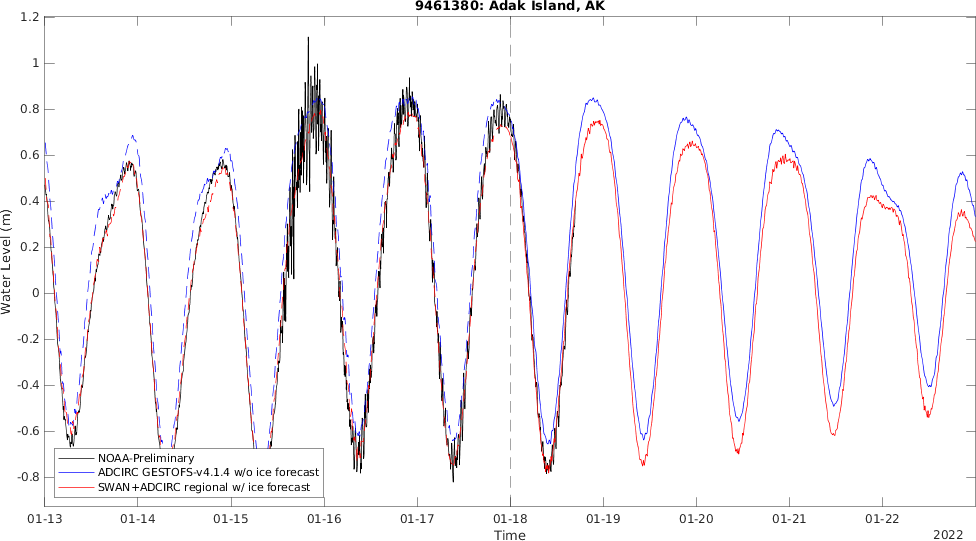 9461380: Adak Island, AK
1.2
1
0.8
0.6
0.4
0.2
0
-0.2
-0.4
-0.6
-0.8
Water Level (m)
NOAA-Preliminary
ADCIRC GESTOFS-v4.1.4 w/o ice forecast
SWAN+ADCIRC regional w/ ice forecast
01-13 01-14 01-15 01-16 01-17 01-18 01-19 01-20 01-21 01-22
Time
2022